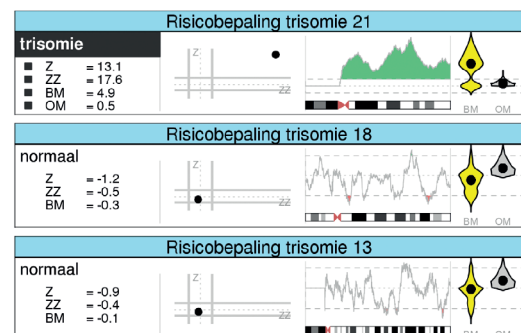 Risicobepaling trisomie 21
trisomie
Z = 13.1
ZZ = 17.6
BM = 4.9
OM = 0.5
Z
ZZ
BM OM
Risicobepaling trisomie 18
normaal
Z = -1.2
ZZ = -0.5
BM = -0.3
Z
ZZ
BM OM
Risicobepaling trisomie 13
normaal
Z = -0.9
ZZ = -0.4
BM = -0.1
Z
ZZ
BM OM